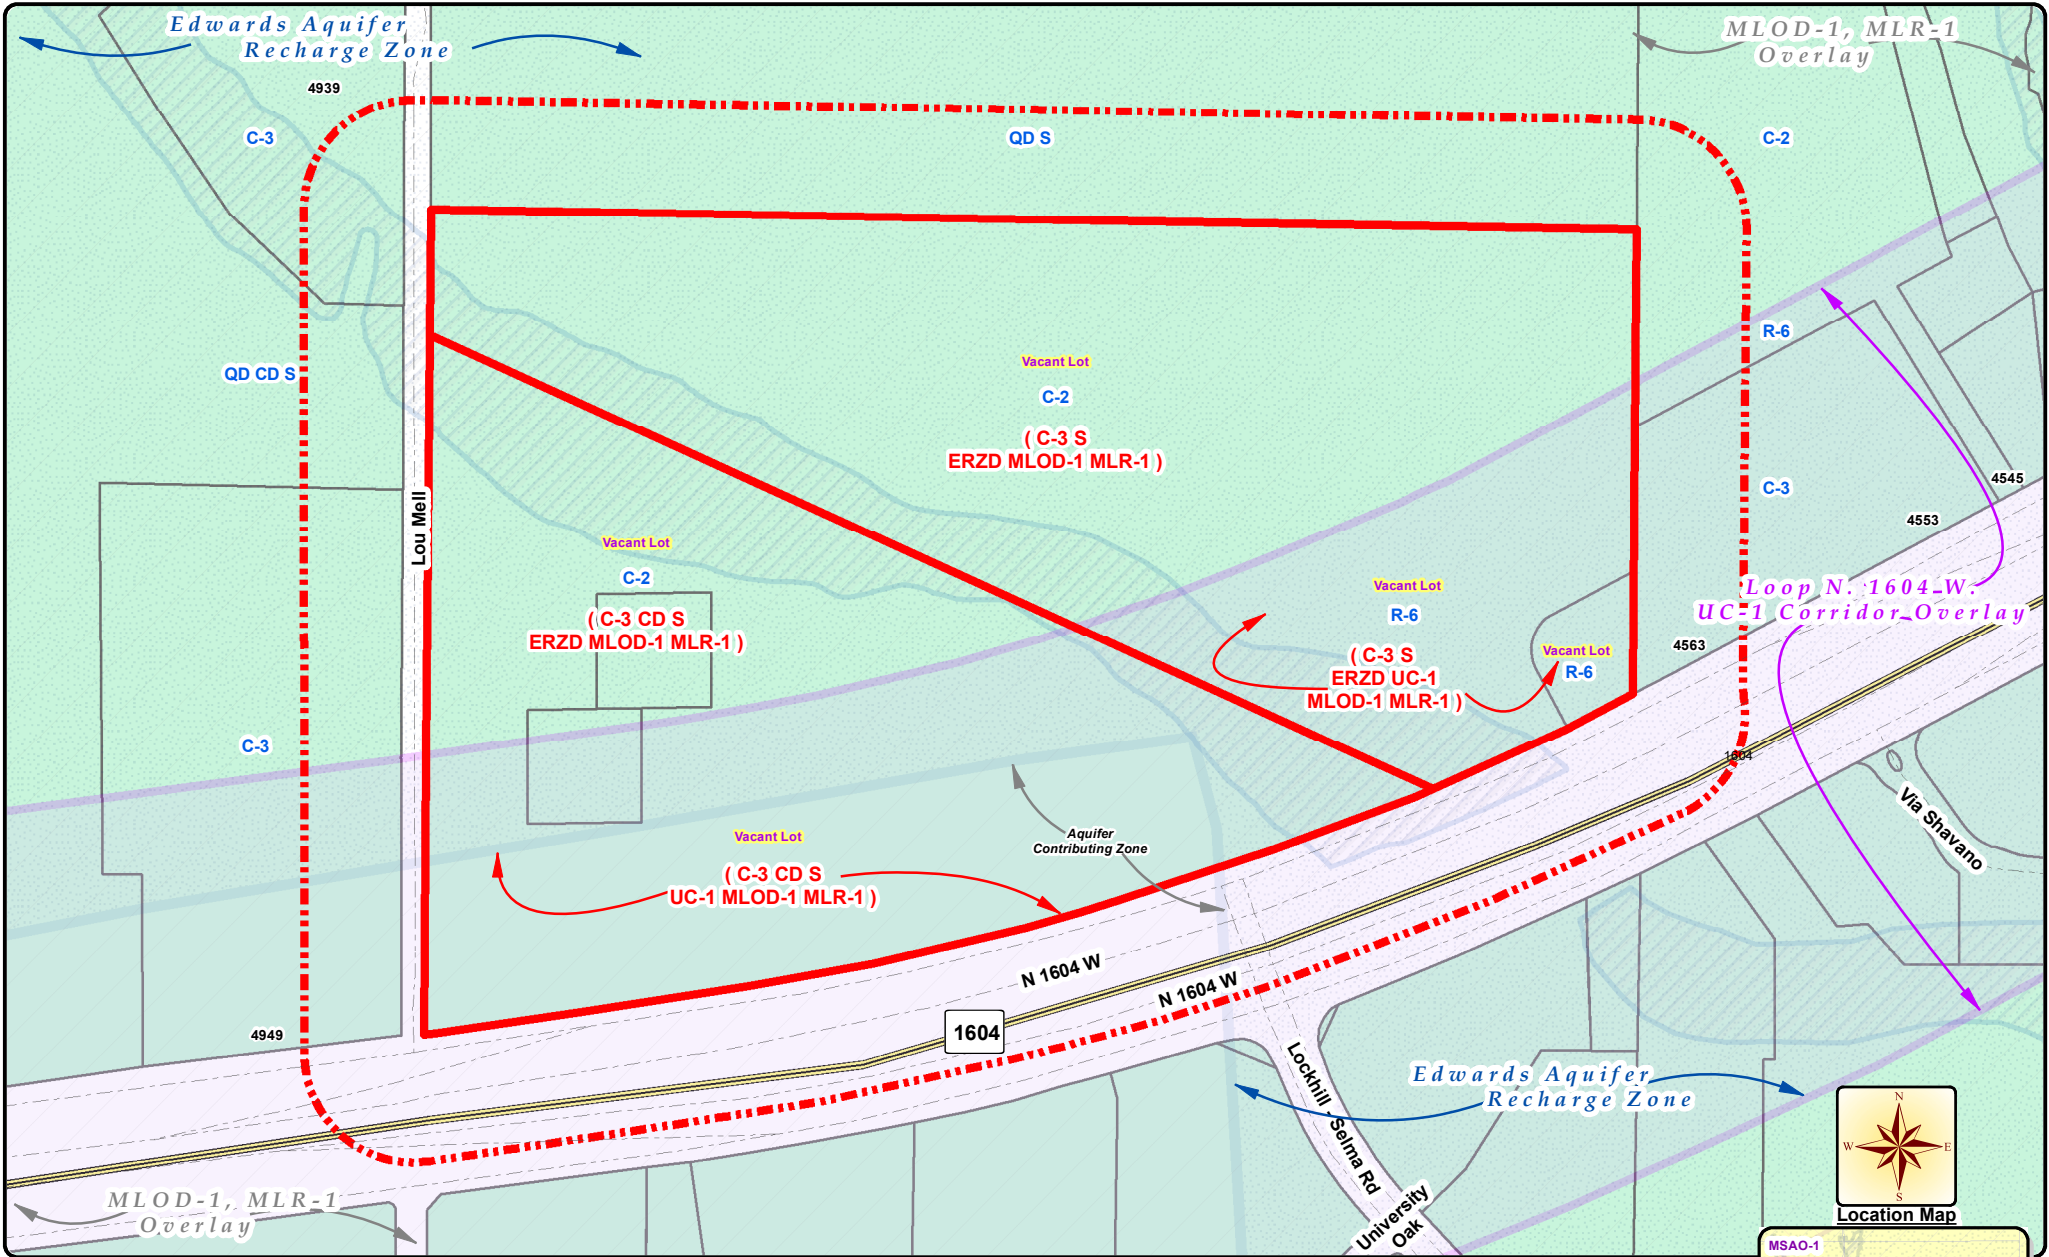 Edwards Aquifer
Recharge Zone
MLOD-1, MLR-1
Overlay
4939
C-3
QD S
C-2
R-6
Vacant Lot
C-2
QD CD S
( C-3 S
ERZD MLOD-1 MLR-1 )
C-3
4545
4553
Lou Mell
Vacant Lot
C-2
Vacant Lot
R-6
Loop N. 1604 W.
UC-1 Corridor Overlay
( C-3 CD S
ERZD MLOD-1 MLR-1 )
4563
Vacant Lot
R-6
( C-3 S
ERZD UC-1
MLOD-1 MLR-1 )
C-3
1604
Via Shavano
Vacant Lot
Aquifer
Contributing Zone
( C-3 CD S
UC-1 MLOD-1 MLR-1 )
N 1604 W
N 1604 W
4949
1604
Lockhill - Selma Rd
Edwards Aquifer
Recharge Zone
N
W
E
S
MLOD-1, MLR-1
Overlay
University
Oak
Location Map
MSAO-1